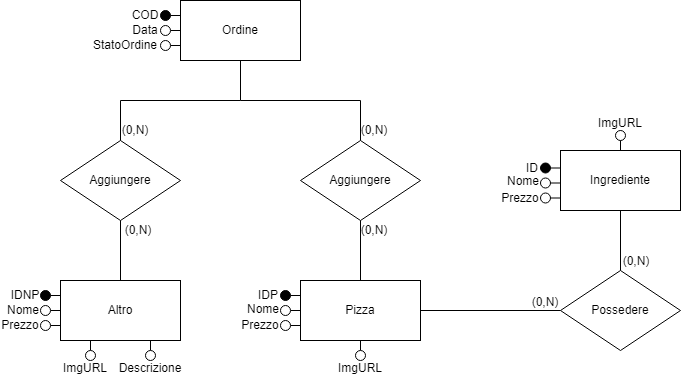 COD
Data
StatoOrdine
Ordine
(0,N)
(0,N)
Aggiungere
Aggiungere
(0,N)
(0,N)
ImgURL
ID
Nome
Prezzo
Ingrediente
(0,N)
(0,N)
Possedere
IDNP
Nome
Prezzo
Altro
ImgURL
Descrizione
IDP
Nome
Prezzo
Pizza
ImgURL